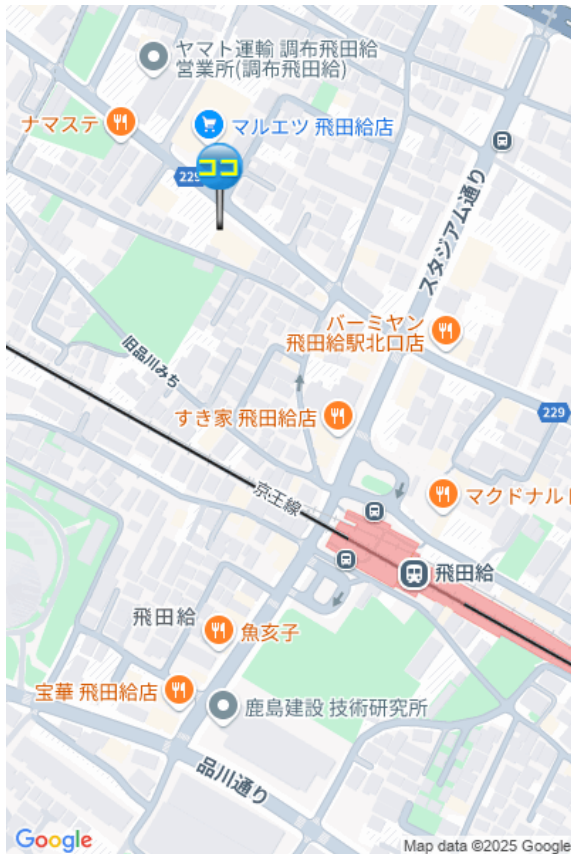 ヤマト運輸 調布飛田給
営業所(調布飛田給)
ナマステ
マルエツ 飛田給店
229
ココ
スタジアム通り
バーミヤン
飛田給駅北口店
旧品川みち
229
すき家 飛田給店
京王線
マクドナル
飛田給
飛田給
魚亥子
宝華 飛田給店
鹿島建設 技術研究所
品川通り
Google
Map data ©2025 Google